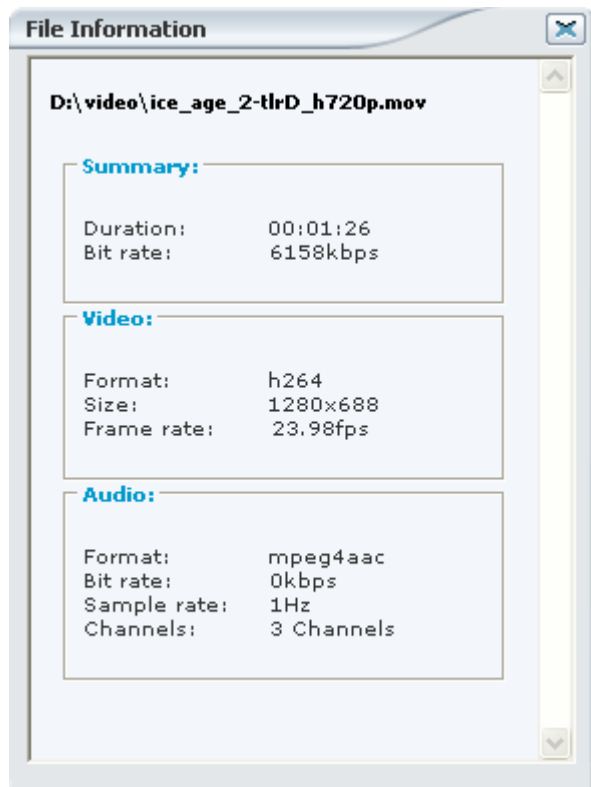 File Information
D:\video\ice_age_2-tlrD_h720p.mov
Summary:
Duration: 00:01:26
Bit rate: 6158kbps
Video:
Format: h264
Size: 1280x688
Frame rate: 23.98fps
Audio:
Format: mpeg4aac
Bit rate: 0kbps
Sample rate: 1Hz
Channels: 3 Channels